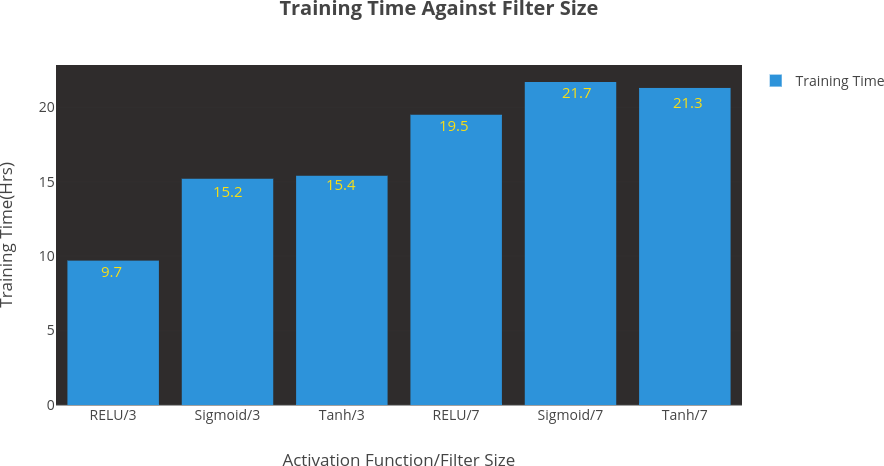 Training Time Against Filter Size
Training Time
Training Time(Hrs)
20
15
10
5
0
9.7
15.2
15.4
19.5
21.7
21.3
RELU/3
Sigmoid/3
Tanh/3
RELU/7
Sigmoid/7
Tanh/7
Activation Function/Filter Size